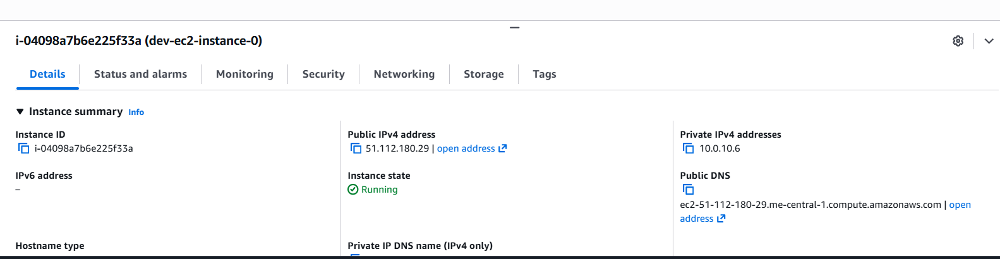 i-04098a7b6e225f33a (dev-ec2-instance-0)
Details
Status and alarms
Monitoring
Security
Networking
Storage
Tags
Instance summary Info
Instance ID
i-04098a7b6e225f33a
Public IPv4 address
51.112.180.29 | open address
Private IPv4 addresses
10.0.10.6
IPv6 address
–
Instance state
Running
Public DNS
ec2-51-112-180-29.me-central-1.compute.amazonaws.com | open
address
Hostname type
Private IP DNS name (IPv4 only)